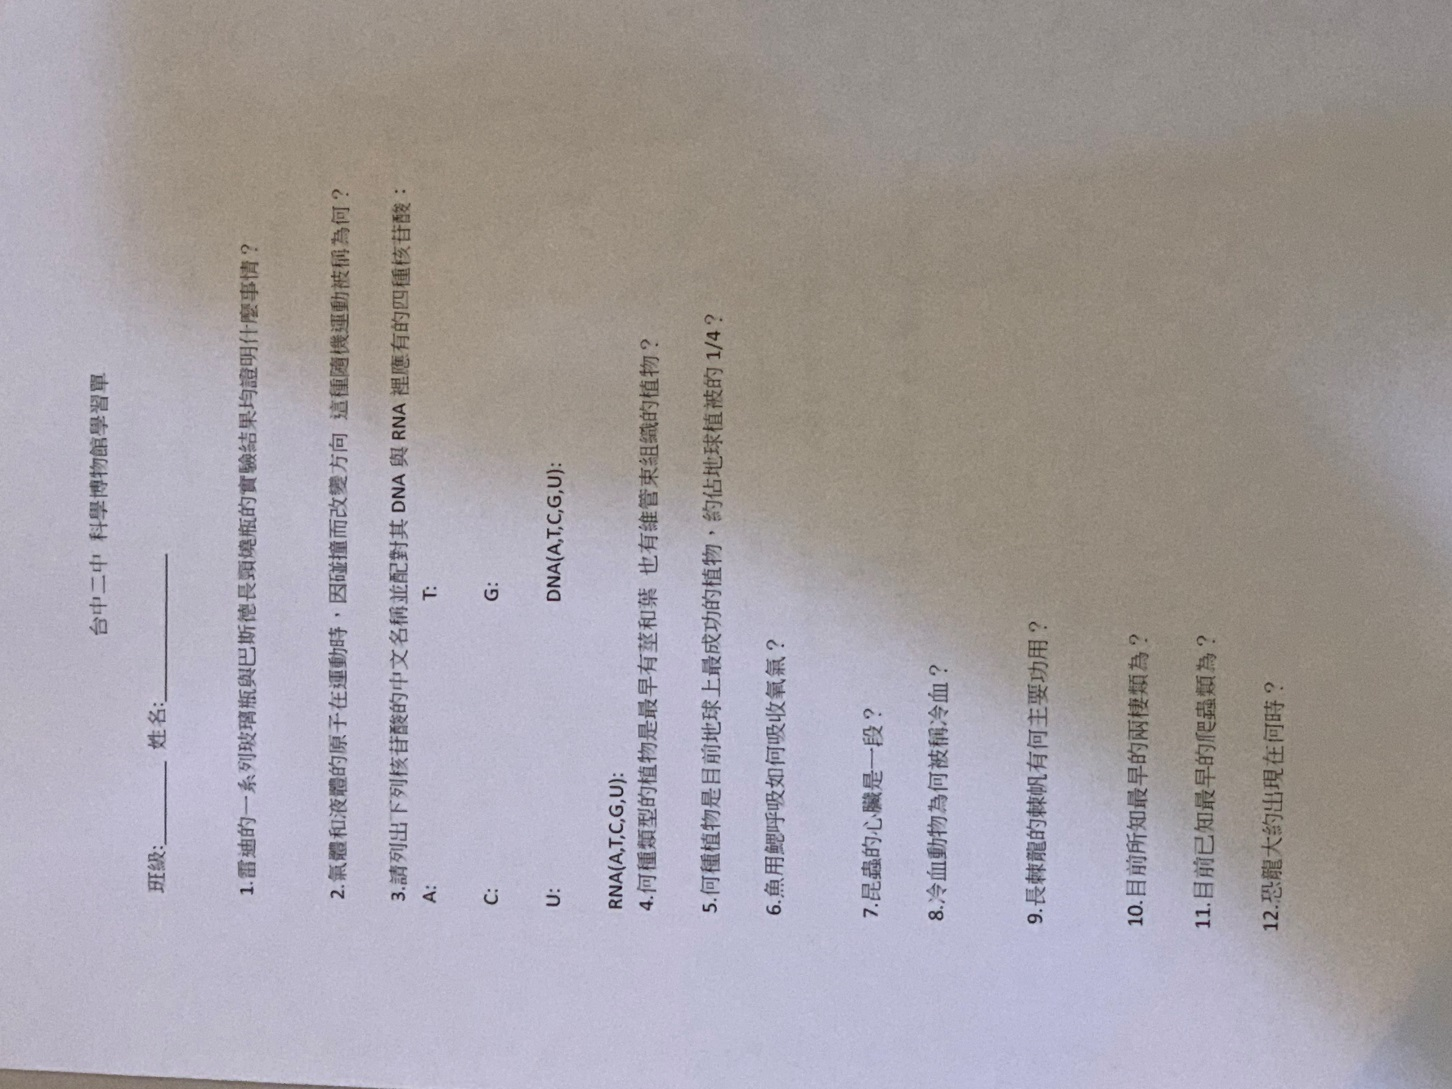 台中二中 科學博物館學習單
班級:______ 姓名:__________
1.雷迪的一系列玻璃瓶與巴斯德長頸燒瓶的實驗結果均證明什麼事情？
2.氣體和液體的原子在運動時，因碰撞而改變方向 這種隨機運動被稱為何？
3.請列出下列核苷酸的中文名稱並配對其 DNA 與 RNA 裡應有的四種核苷酸：
A: T:
C: G:
U: DNA(A,T,C,G,U):
RNA(A,T,C,G,U):
4.何種類型的植物是最早有莖和葉 也有維管束組織的植物？
5.何種植物是目前地球上最成功的植物，約佔地球植被的 1/4？
6.魚用鰓呼吸如何吸收氧氣？
7.昆蟲的心臟是一段？
8.冷血動物為何被稱冷血？
9.長棘龍的棘帆有何主要功用？
10.目前所知最早的兩棲類為？
11.目前已知最早的爬蟲類為？
12.恐龍大約出現在何時？